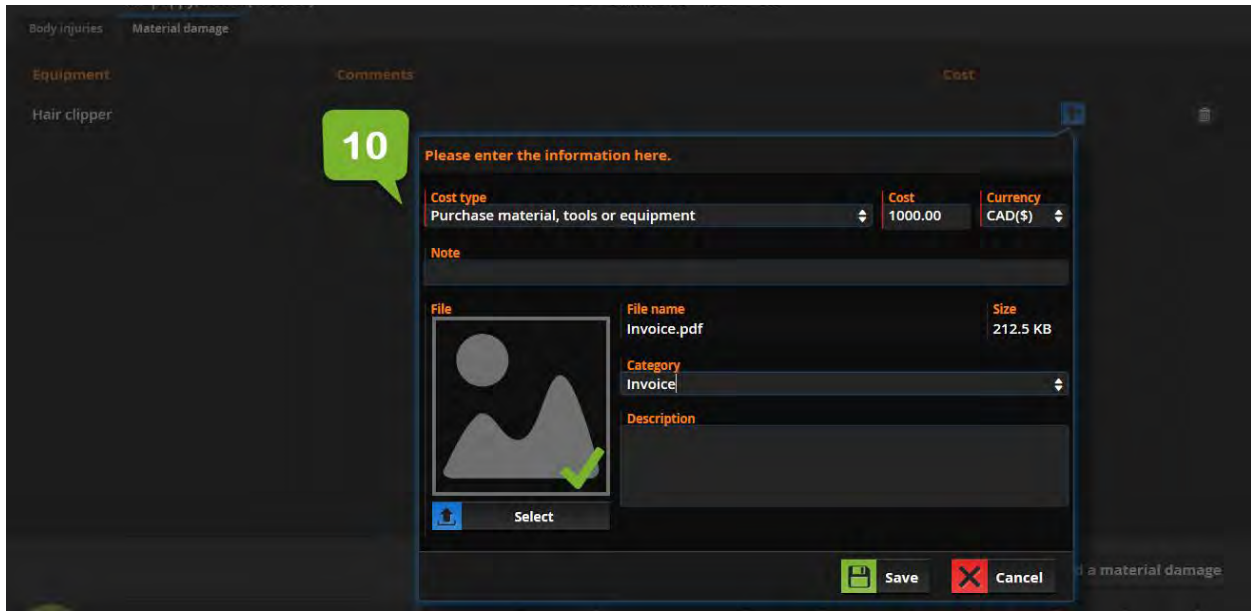 Body injuries Material damage
Equipment Comments Cost
Hair clipper
10
Please enter the information here.
Cost type Cost Currency
Purchase material, tools or equipment 1000.00 CAD($)
Note
File File name Size
Invoice.pdf 212.5 KB
Category
Invoice
Description
Select
Save Cancel a material damage